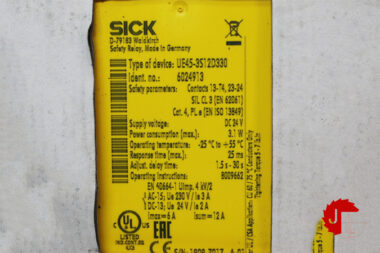 SICK
D-79183 Waldkirch
Safety Relay, Made in Germany
Type of device: UE45-3S12D330
Ident. no.: 6024913
Safety parameters: Contacts 13-14, 23-24
SIL CL 3 (EN 62061)
Cat. 4, PL e (EN ISO 13849)
Supply voltage: DC 24 V
Power consumption (max.) 3.1 W
Operating temperature: -25 °C to +55 °C
Response time (max.) 25 ms
Adjust. delay time: 1.5 s - 30 s
Operating Instructions: 8009662
EN 60664-1 Uimp. 4 kV/2
AC-15; Ue 230 V / Ie 3 A
DC-13; Ue 24 V / Ie 2 A
Imax = 6 A Isum = 12 A
UL
LISTED
EAC